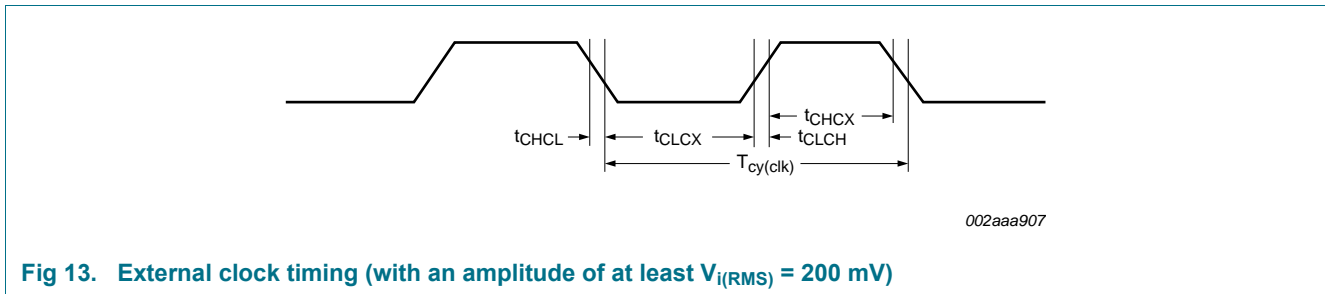 tCHCX
tCHCL
tCLCX
tCLCH
Tcy(clk)
002aaa907
Fig 13. External clock timing (with an amplitude of at least Vi(RMS) = 200 mV)